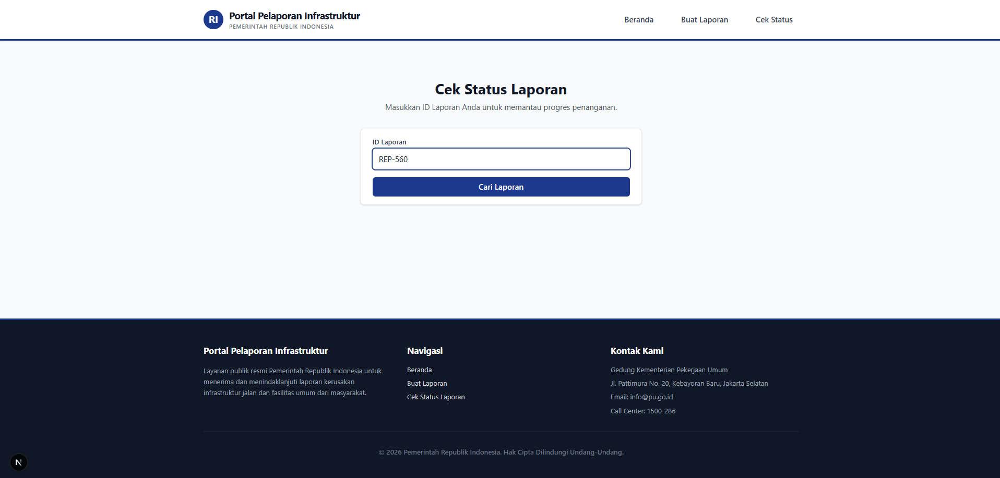 RI
Portal Pelaporan Infrastruktur
PEMERINTAH REPUBLIK INDONESIA
Beranda
Buat Laporan
Cek Status
Cek Status Laporan
Masukkan ID Laporan Anda untuk memantau progres penanganan.
ID Laporan
REP-560
Cari Laporan
Portal Pelaporan Infrastruktur
Layanan publik resmi Pemerintah Republik Indonesia untuk
menerima dan menindaklanjuti laporan kerusakan
infrastruktur jalan dan fasilitas umum dari masyarakat.
Navigasi
Beranda
Buat Laporan
Cek Status Laporan
Kontak Kami
Gedung Kementerian Pekerjaan Umum
Jl. Pattimura No. 20, Kebayoran Baru, Jakarta Selatan
Email: info@pu.go.id
Call Center: 1500-286
© 2026 Pemerintah Republik Indonesia. Hak Cipta Dilindungi Undang-Undang.
N